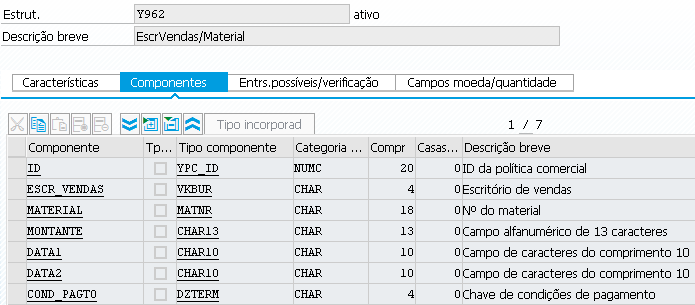 Estrut. Y962 ativo
Descrição breve EscrVendas/Material
Características Componentes Entrs.possíveis/verificação Campos moeda/quantidade
Tipo incorporad 1 / 7
Componente Tp... Tipo componente Categoria ... Compr Casas... Descrição breve
ID YPC_ID NUMC 20 0 ID da política comercial
ESCR_VENDAS VKBUR CHAR 4 0 Escritório de vendas
MATERIAL MATNR CHAR 18 0 Nº do material
MONTANTE CHAR13 CHAR 13 0 Campo alfanumérico de 13 caracteres
DATA1 CHAR10 CHAR 10 0 Campo de caracteres do comprimento 10
DATA2 CHAR10 CHAR 10 0 Campo de caracteres do comprimento 10
COND_PAGTO DZTERM CHAR 4 0 Chave de condições de pagamento